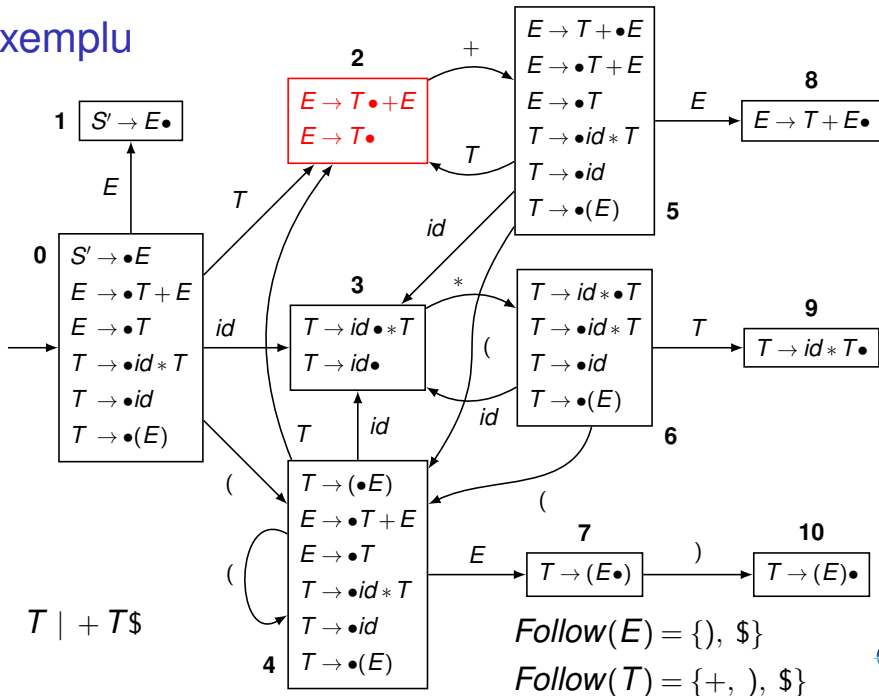 xemplu
1
S′ → E•
E
0
S′ → •E
E → •T + E
E → •T
T → •id * T
T → •id
T → •(E)
T
id
(
2
E → T• + E
E → T•
+
T
5
E → T + •E
E → •T + E
E → •T
T → •id * T
T → •id
T → •(E)
E
8
E → T + E•
id
(
3
T → id• * T
T → id•
*
id
6
T → id * •T
T → •id * T
T → •id
T → •(E)
T
9
T → id * T•
(
T
id
4
T → (•E)
E → •T + E
E → •T
T → •id * T
T → •id
T → •(E)
(
E
7
T → (E•)
)
10
T → (E)•
T | + T$
Follow(E) = {), $}
Follow(T) = {+, ), $}